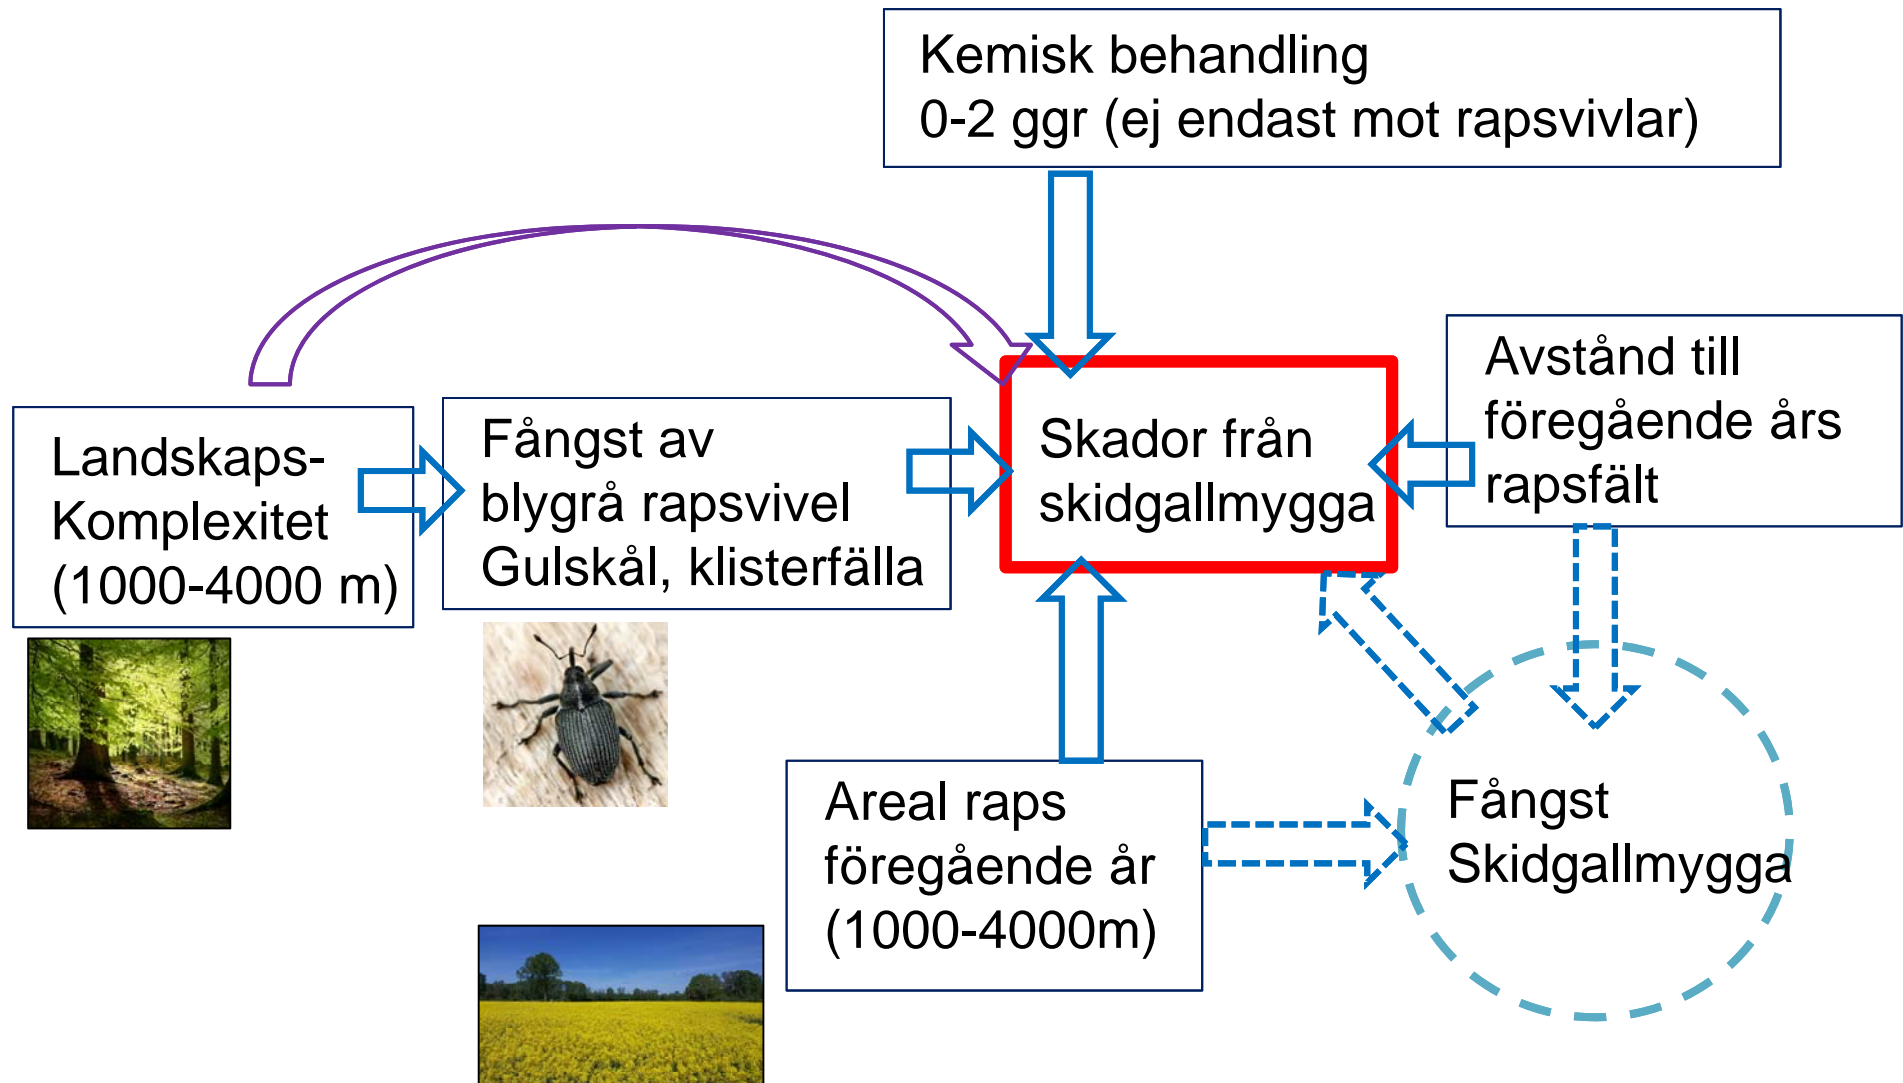 Kemisk behandling
0-2 ggr (ej endast mot rapsvivlar)
Landskaps-
Komplexitet
(1000-4000 m)
Fångst av
blygrå rapsvivel
Gulskål, klisterfälla
Skador från
skidgallmygga
Avstånd till
föregående års
rapsfält
Areal raps
föregående år
(1000-4000m)
Fångst
Skidgallmygga